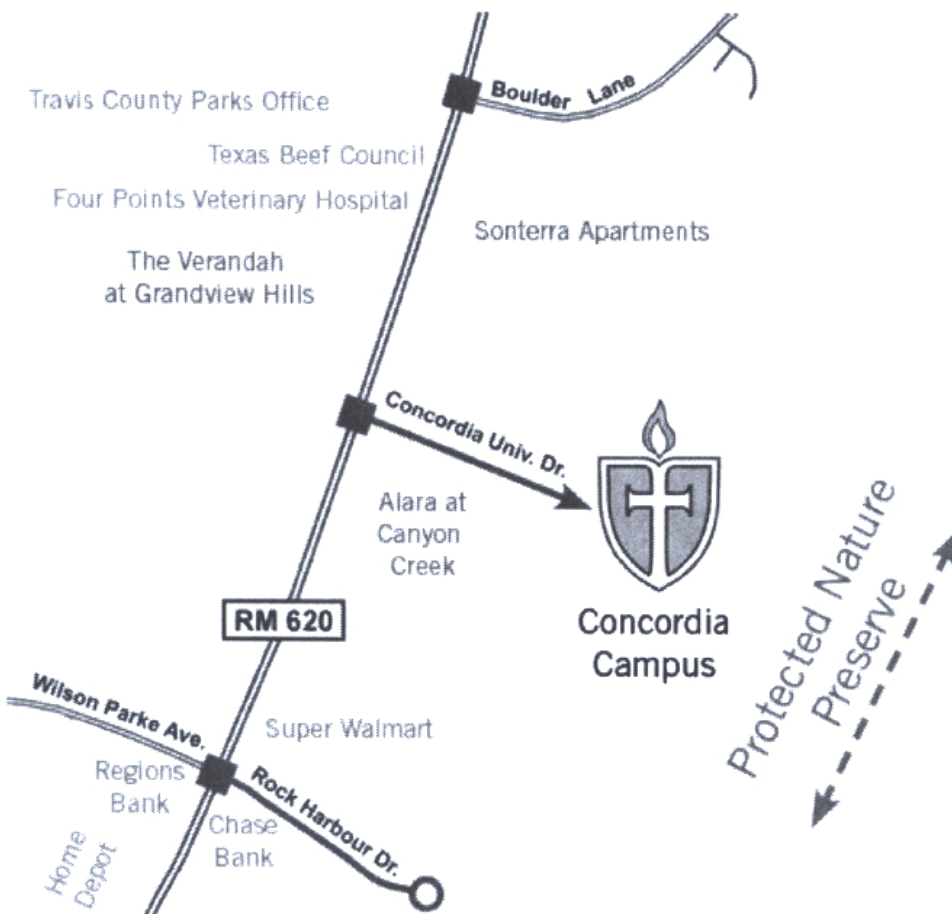 Boulder Lane
Travis County Parks Office
Texas Beef Council
Four Points Veterinary Hospital
Sonterra Apartments
The Verandah
at Grandview Hills
Concordia Univ. Dr.
Alara at
Canyon
Creek
Concordia
Campus
Protected Nature
Preserve
RM 620
Wilson Parke Ave.
Super Walmart
Regions
Bank
Rock Harbour Dr.
Chase
Bank
Home
Depot